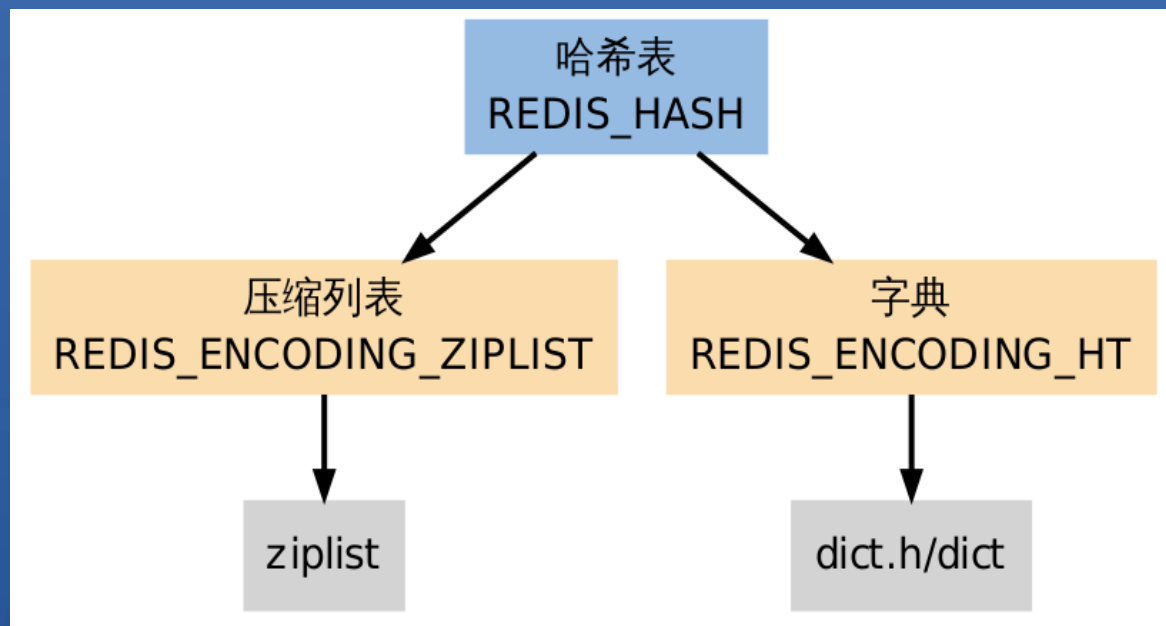 哈希表
REDIS_HASH
压缩列表
REDIS_ENCODING_ZIPLIST
字典
REDIS_ENCODING_HT
ziplist
dict.h/dict